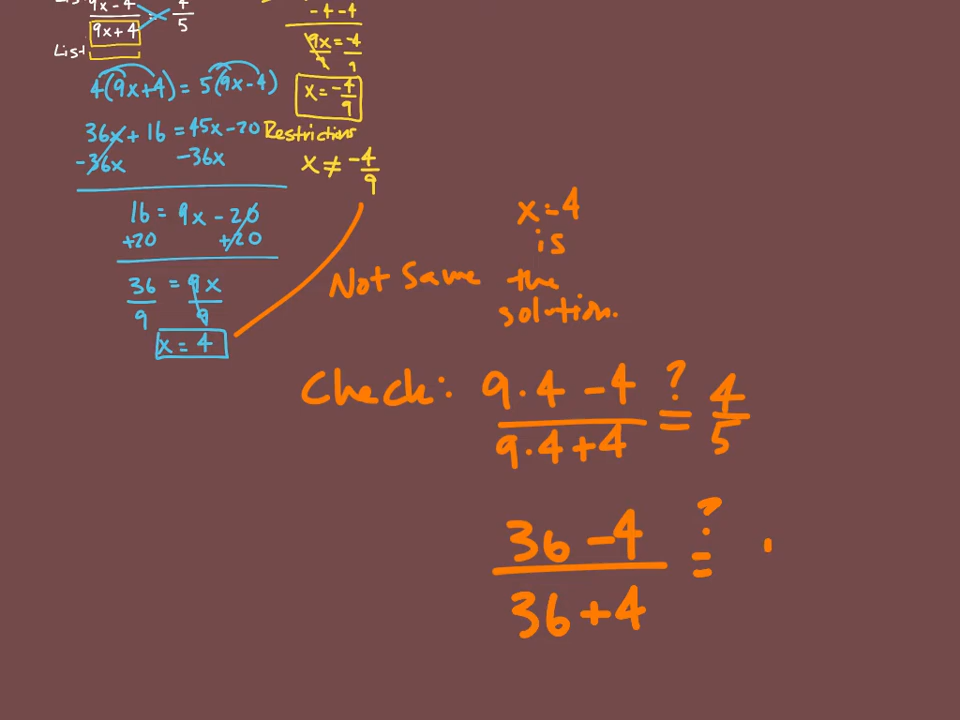 9x-4 / 9x+4 = 4/5
List
4(9x+4) = 5(9x-4)
36x + 16 = 45x - 20
-36x -36x
16 = 9x - 20
+20 +20
36/9 = 9x/9
x = 4
-4 -4
9x/9 = -4/9
x = -4/9
Restrictions
x ≠ -4/9
Not Same
x=4
is
the
solution.
Check: 9·4 - 4 / 9·4 + 4 ?= 4/5
36 - 4 / 36 + 4 ?=